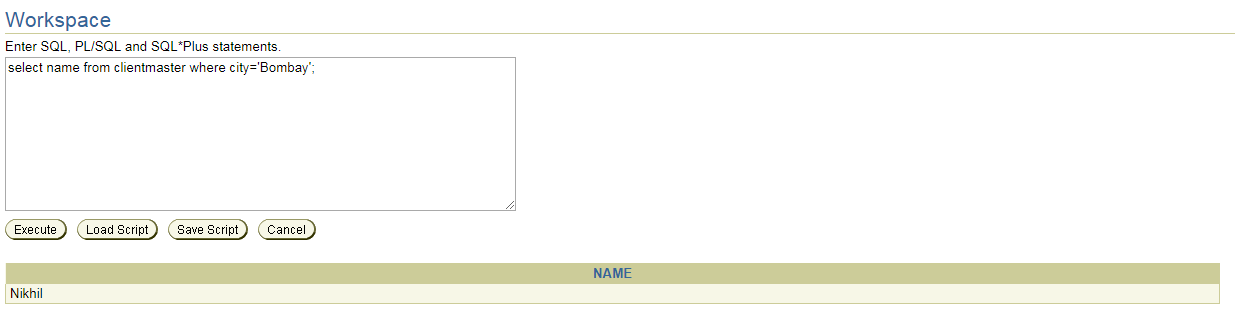 Workspace
Enter SQL, PL/SQL and SQL*Plus statements.
select name from clientmaster where city='Bombay';
Execute Load Script Save Script Cancel
NAME
Nikhil